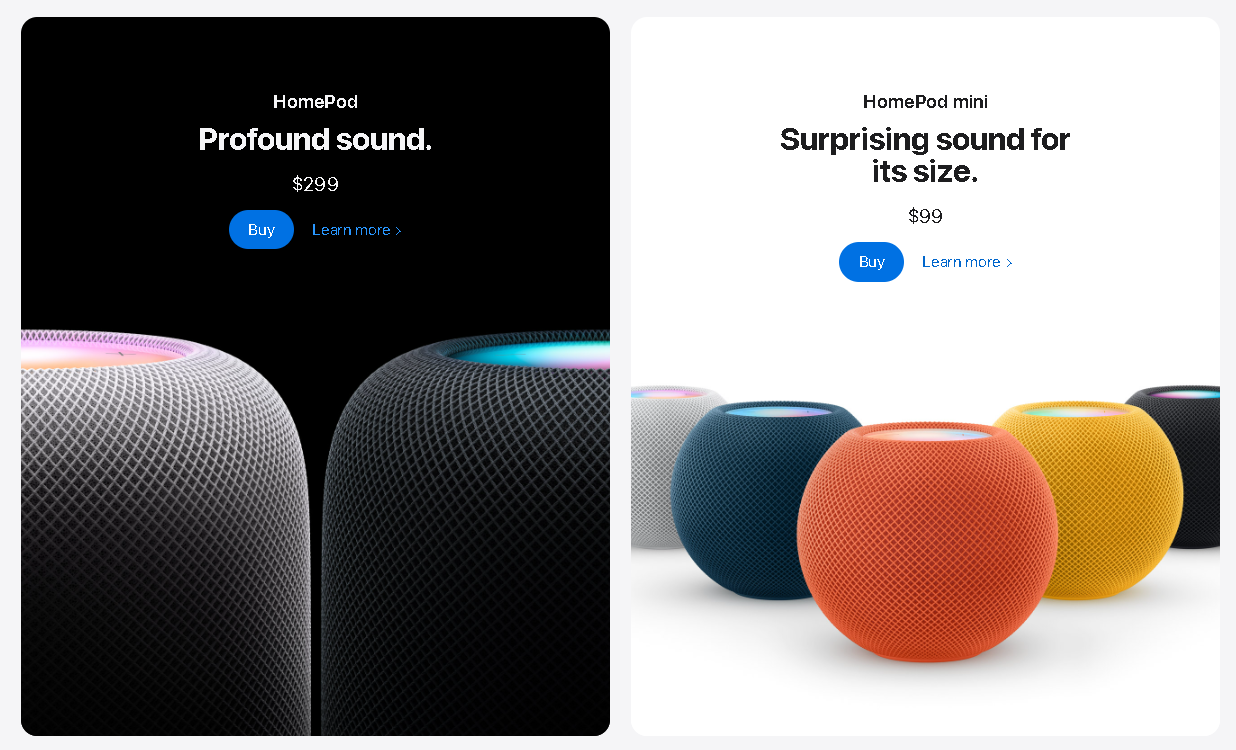 HomePod
Profound sound.
$299
Buy
Learn more >
HomePod mini
Surprising sound for
its size.
$99
Buy
Learn more >